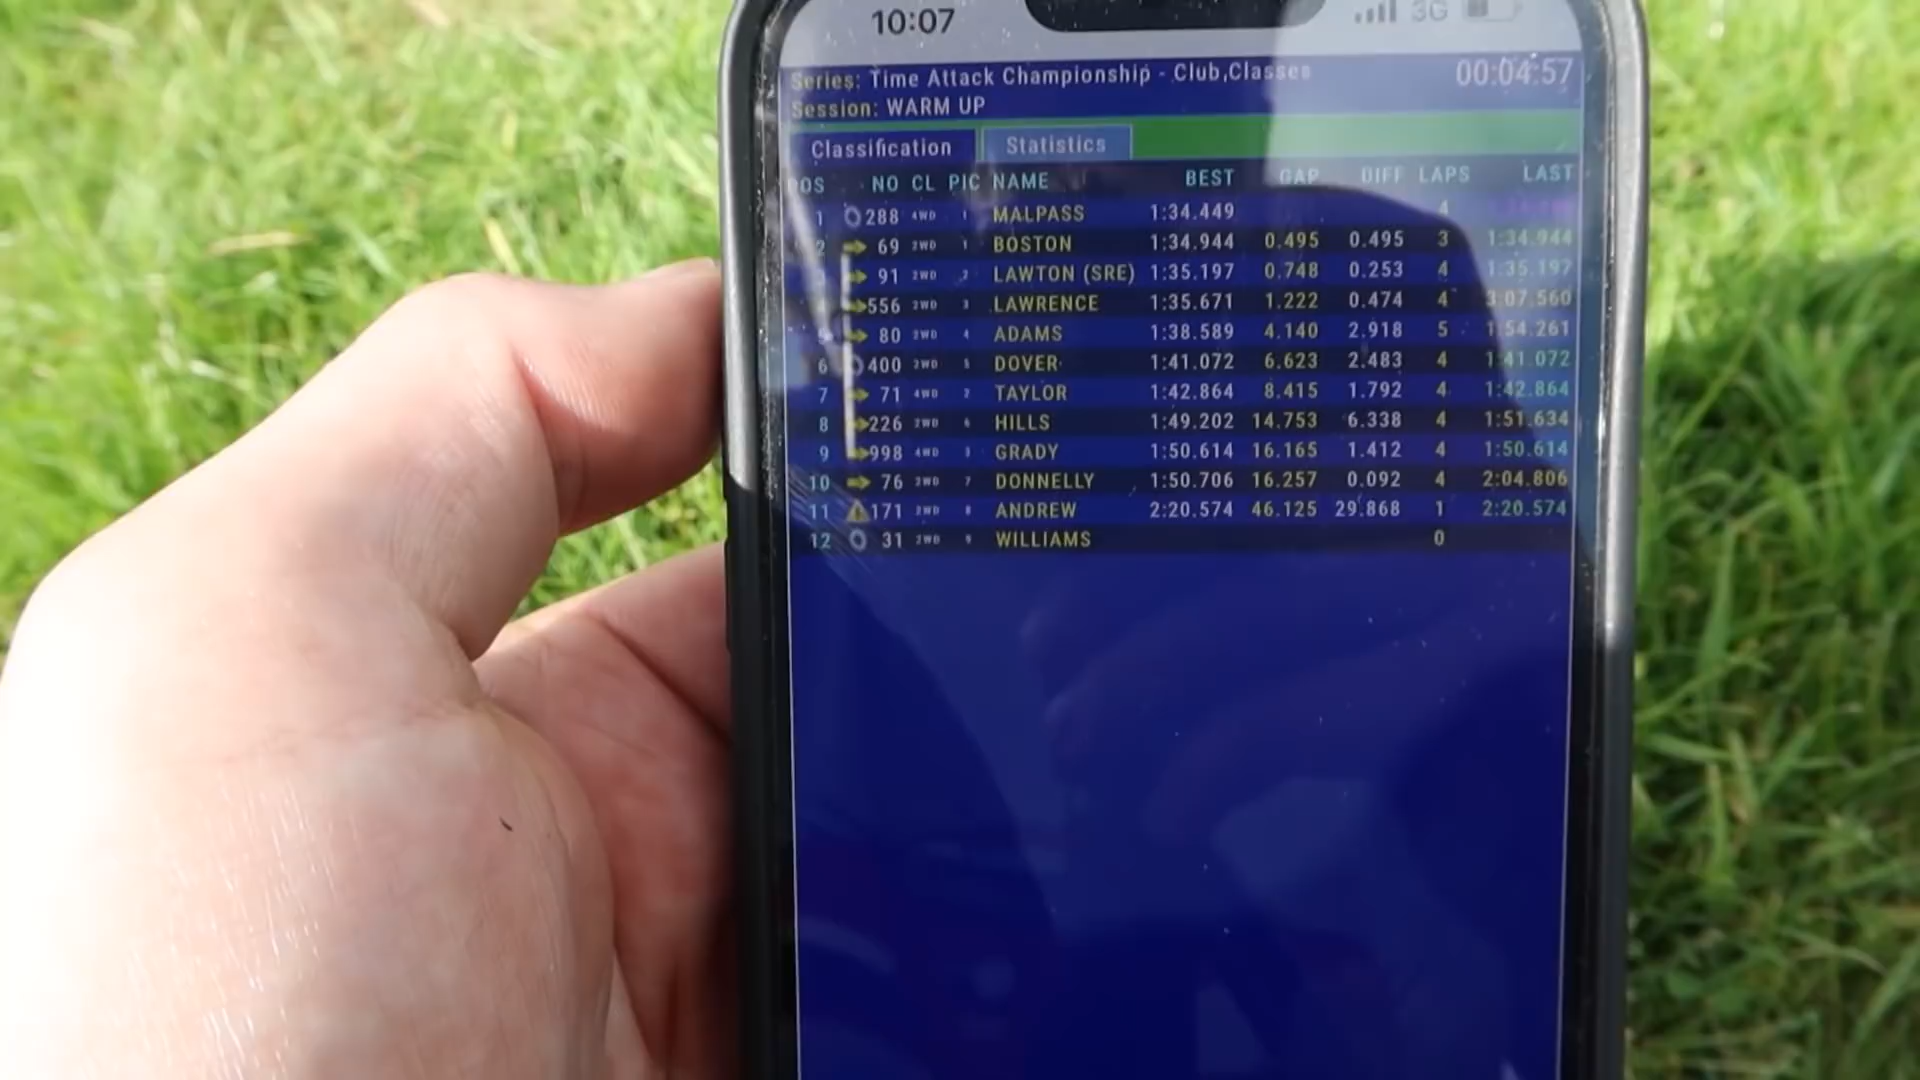 10:07 3G
Series: Time Attack Championship - Club,Classes 00:04:57
Session: WARM UP
Classification Statistics
POS NO CL PIC NAME BEST GAP DIFF LAPS LAST
1 288 4WD 1 MALPASS 1:34.449 4
2 69 2WD 1 BOSTON 1:34.944 0.495 0.495 3 1:34.944
3 91 2WD 2 LAWTON (SRE) 1:35.197 0.748 0.253 4 1:35.197
4 556 2WD 3 LAWRENCE 1:35.671 1.222 0.474 4 3:07.560
5 80 2WD 4 ADAMS 1:38.589 4.140 2.918 5 1:54.261
6 400 2WD 5 DOVER 1:41.072 6.623 2.483 4 1:41.072
7 71 4WD 2 TAYLOR 1:42.864 8.415 1.792 4 1:42.864
8 226 2WD 6 HILLS 1:49.202 14.753 6.338 4 1:51.634
9 998 4WD 3 GRADY 1:50.614 16.165 1.412 4 1:50.614
10 76 2WD 7 DONNELLY 1:50.706 16.257 0.092 4 2:04.806
11 171 2WD 8 ANDREW 2:20.574 46.125 29.868 1 2:20.574
12 31 2WD 9 WILLIAMS 0